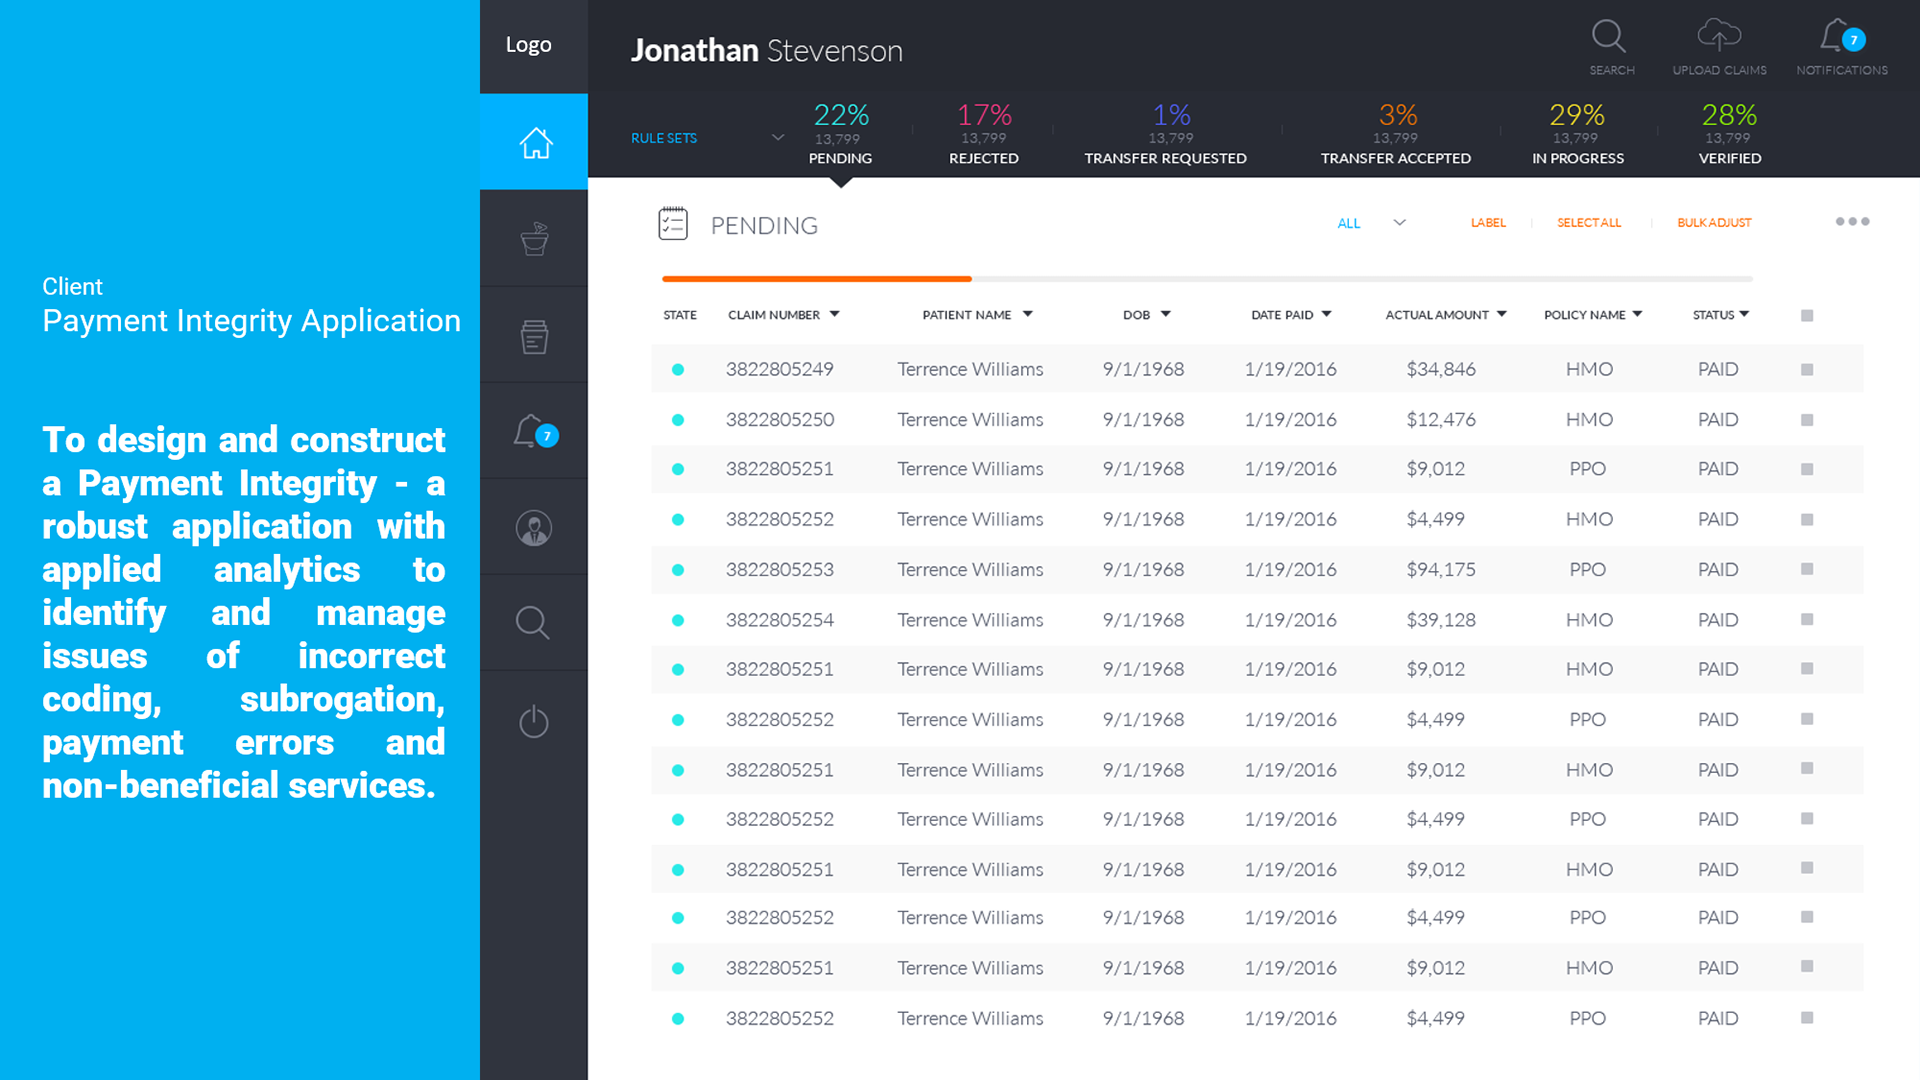 Client
Payment Integrity Application
To design and construct
a Payment Integrity - a
robust application with
applied analytics to
identify and manage
issues of incorrect
coding, subrogation,
payment errors and
non-beneficial services.
Logo
7
Jonathan Stevenson
SEARCH UPLOAD CLAIMS 7 NOTIFICATIONS
RULE SETS
22% 17% 1% 3% 29% 28%
13,799 13,799 13,799 13,799 13,799 13,799
PENDING REJECTED TRANSFER REQUESTED TRANSFER ACCEPTED IN PROGRESS VERIFIED
PENDING ALL LABEL SELECT ALL BULK ADJUST
STATE CLAIM NUMBER PATIENT NAME DOB DATE PAID ACTUAL AMOUNT POLICY NAME STATUS
3822805249 Terrence Williams 9/1/1968 1/19/2016 $34,846 HMO PAID
3822805250 Terrence Williams 9/1/1968 1/19/2016 $12,476 HMO PAID
3822805251 Terrence Williams 9/1/1968 1/19/2016 $9,012 PPO PAID
3822805252 Terrence Williams 9/1/1968 1/19/2016 $4,499 HMO PAID
3822805253 Terrence Williams 9/1/1968 1/19/2016 $94,175 PPO PAID
3822805254 Terrence Williams 9/1/1968 1/19/2016 $39,128 HMO PAID
3822805251 Terrence Williams 9/1/1968 1/19/2016 $9,012 HMO PAID
3822805252 Terrence Williams 9/1/1968 1/19/2016 $4,499 PPO PAID
3822805251 Terrence Williams 9/1/1968 1/19/2016 $9,012 HMO PAID
3822805252 Terrence Williams 9/1/1968 1/19/2016 $4,499 PPO PAID
3822805251 Terrence Williams 9/1/1968 1/19/2016 $9,012 HMO PAID
3822805252 Terrence Williams 9/1/1968 1/19/2016 $4,499 PPO PAID
3822805251 Terrence Williams 9/1/1968 1/19/2016 $9,012 HMO PAID
3822805252 Terrence Williams 9/1/1968 1/19/2016 $4,499 PPO PAID